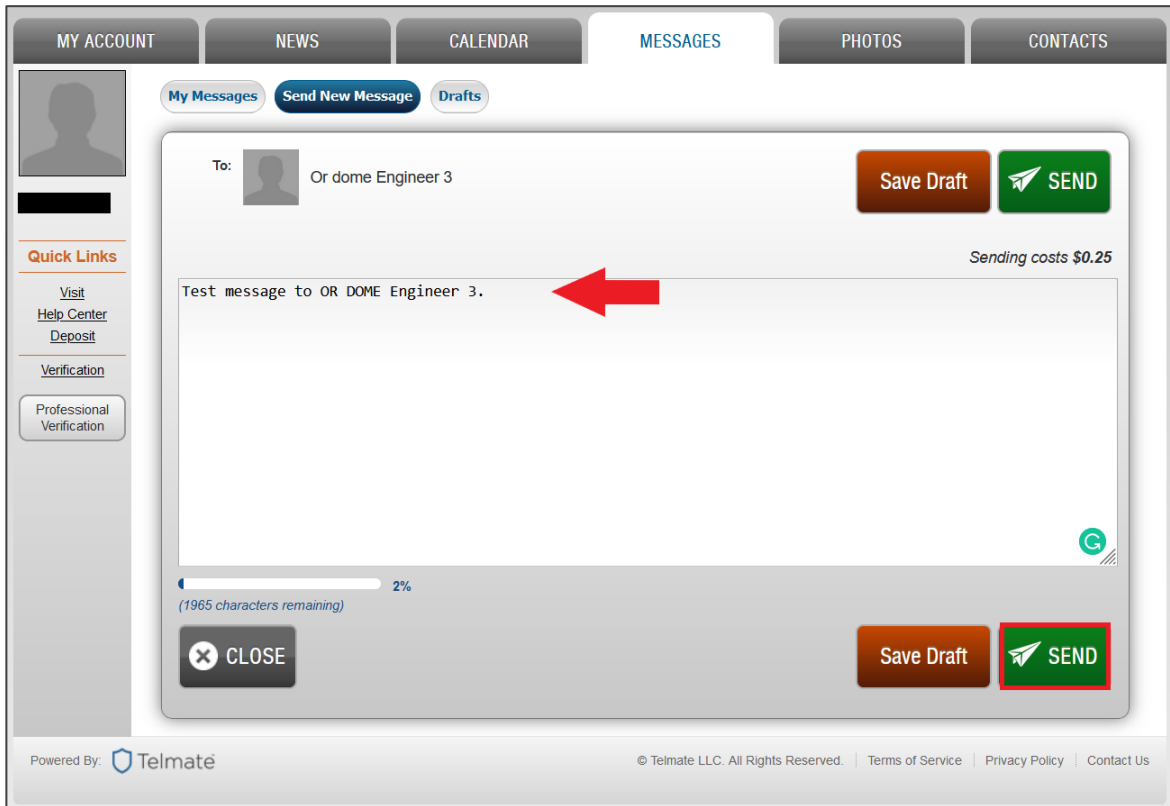 MY ACCOUNT NEWS CALENDAR MESSAGES PHOTOS CONTACTS
My Messages Send New Message Drafts
To: Or dome Engineer 3
Save Draft SEND
Sending costs $0.25
Quick Links
Visit
Help Center
Deposit
Verification
Professional
Verification
Test message to OR DOME Engineer 3.
G
2%
(1965 characters remaining)
CLOSE Save Draft SEND
Powered By: Telmate © Telmate LLC. All Rights Reserved. Terms of Service Privacy Policy Contact Us